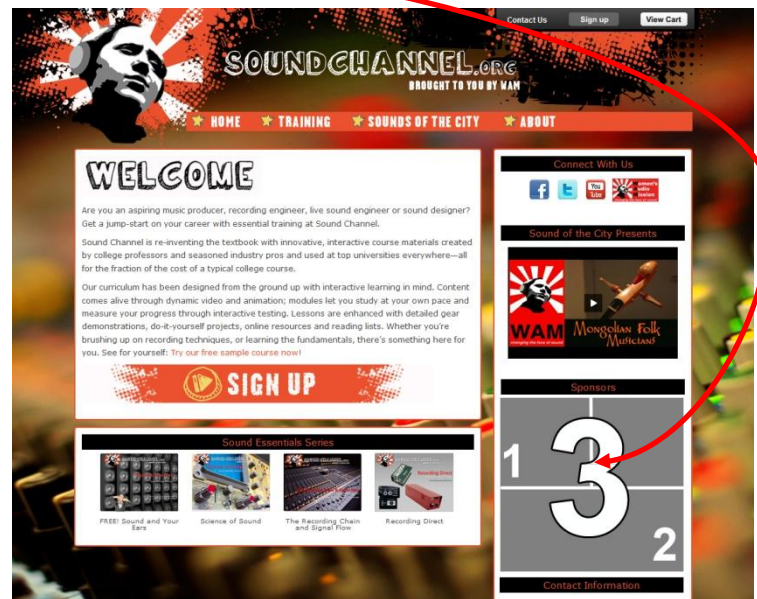 Contact Us
Sign up
View Cart
SOUNDCHANNEL.ORG
BROUGHT TO YOU BY WAM
HOME
TRAINING
SOUNDS OF THE CITY
ABOUT
WELCOME
Are you an aspiring music producer, recording engineer, live sound engineer or sound designer?
Get a jump-start on your career with essential training at Sound Channel.
Sound Channel is re-inventing the textbook with innovative, interactive course materials created
by college professors and seasoned industry pros and used at top universities everywhere—all
for the fraction of the cost of a typical college course.
Our curriculum has been designed from the ground up with interactive learning in mind. Content
comes alive through dynamic video and animation; modules let you study at your own pace and
measure your progress through interactive testing. Lessons are enhanced with detailed gear
demonstrations, do-it-yourself projects, online resources and reading lists. Whether you're
brushing up on recording techniques, or learning the fundamentals, there's something here for
you. See for yourself: Try our free sample course now!
SIGN UP
Sound Essentials Series
Recording Direct
FREE! Sound and Your
Ears
Science of Sound
The Recording Chain
and Signal Flow
Recording Direct
Connect With Us
f
t
You
Tube
Sound of the City Presents
WAM
changing the face of sound
Mongolian Folk
Musicians
Sponsors
1
3
2
Contact Information